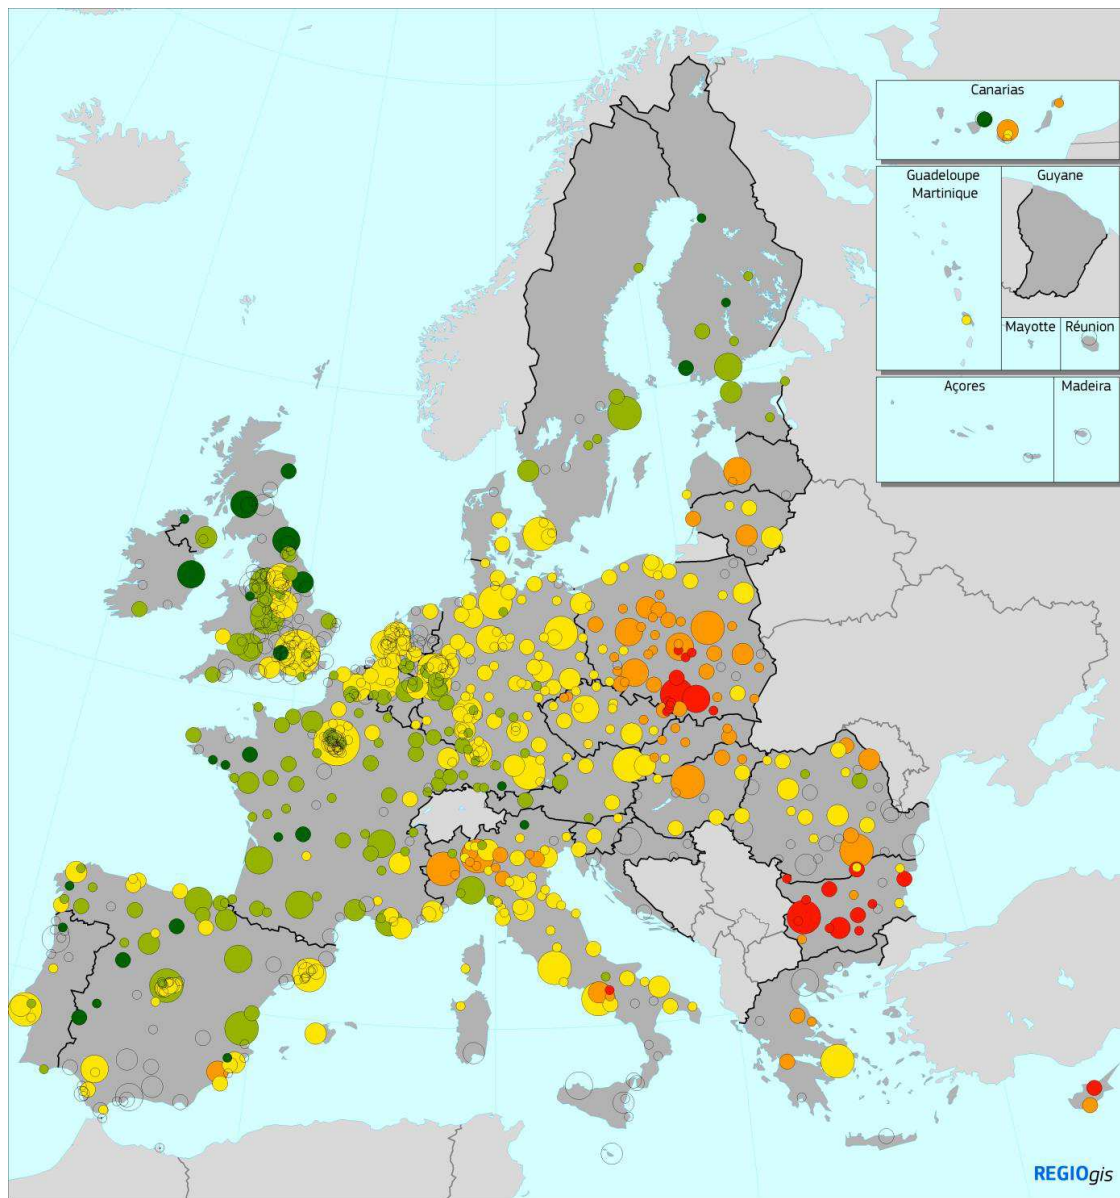 Canarias
Guadeloupe
Martinique
Guyane
Mayotte
Réunion
Açores
Madeira
REGIOgis